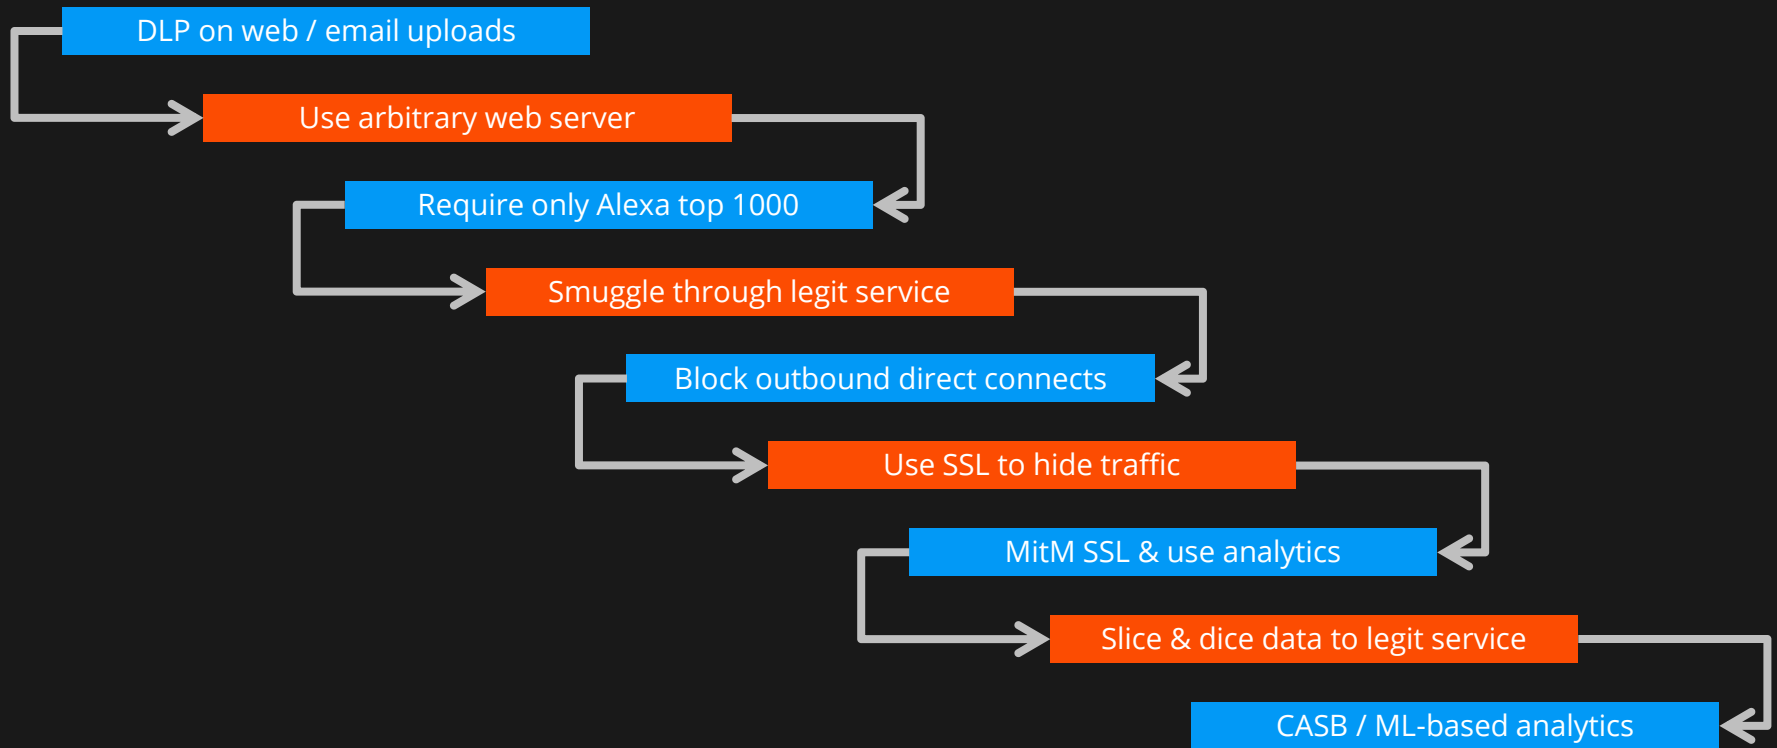 DLP on web / email uploads
Use arbitrary web server
Require only Alexa top 1000
Smuggle through legit service
Block outbound direct connects
Use SSL to hide traffic
MitM SSL & use analytics
Slice & dice data to legit service
CASB / ML-based analytics